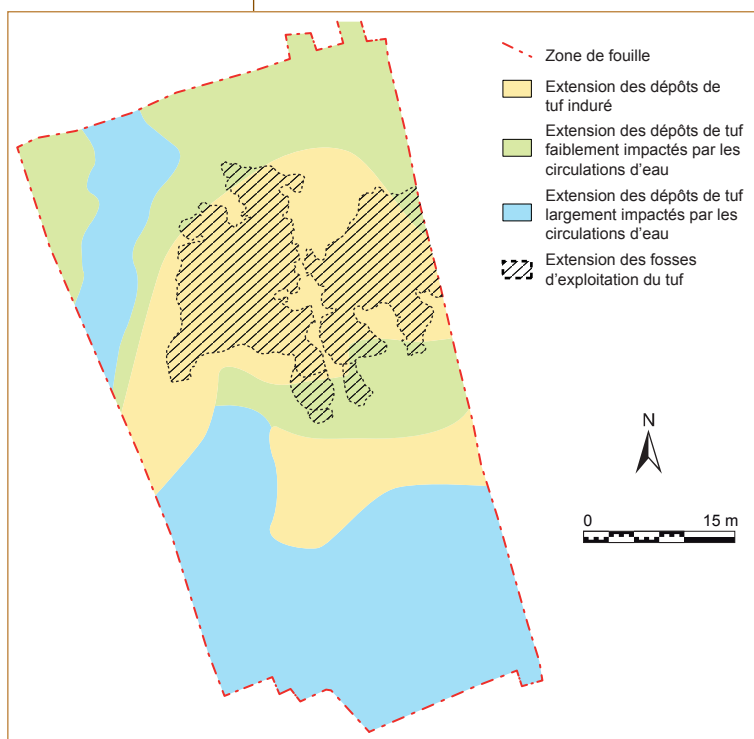 Zone de fouille
Extension des dépôts de
tuf induré
Extension des dépôts de tuf
faiblement impactés par les
circulations d'eau
Extension des dépôts de tuf
largement impactés par les
circulations d'eau
Extension des fosses
d'exploitation du tuf
N
0 15 m